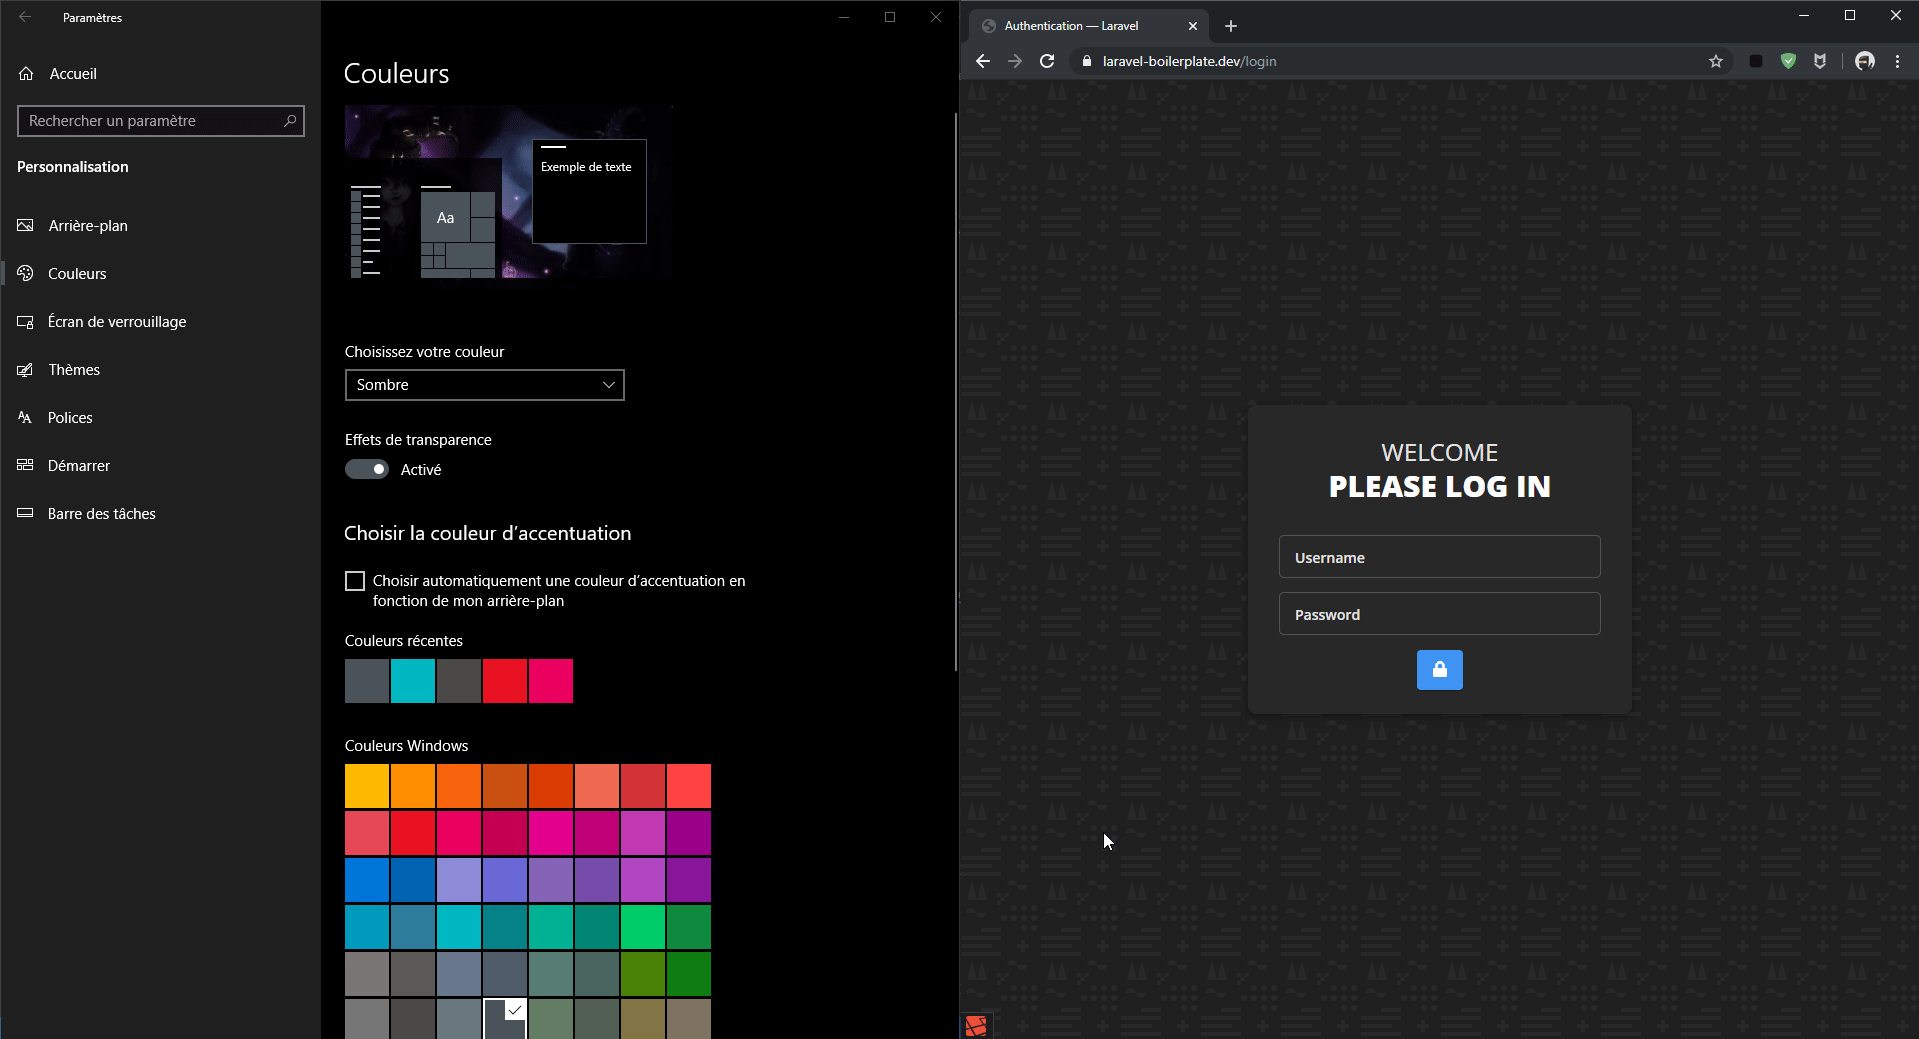 Paramètres
Accueil
Rechercher un paramètre
Personnalisation
Arrière-plan
Couleurs
Écran de verrouillage
Thèmes
Polices
Démarrer
Barre des tâches
Couleurs
Exemple de texte
Aa
Choisissez votre couleur
Sombre
Effets de transparence
Activé
Choisir la couleur d’accentuation
Choisir automatiquement une couleur d’accentuation en
fonction de mon arrière-plan
Couleurs récentes
Couleurs Windows
Authentication — Laravel
laravel-boilerplate.dev/login
WELCOME
PLEASE LOG IN
Username
Password